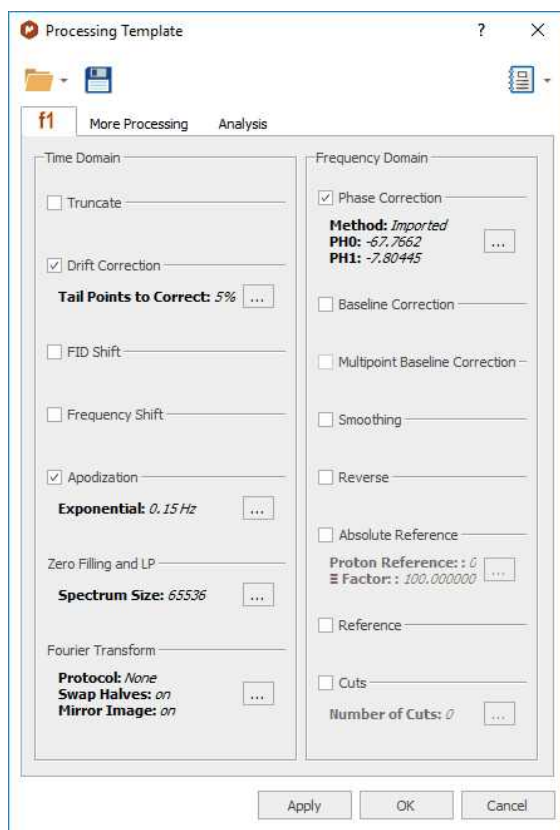 Processing Template
?
f1
More Processing
Analysis
Time Domain
Truncate
Drift Correction
Tail Points to Correct: 5%
...
FID Shift
Frequency Shift
Apodization
Exponential: 0.15 Hz
...
Zero Filling and LP
Spectrum Size: 65536
...
Fourier Transform
Protocol: None
Swap Halves: on
Mirror Image: on
...
Frequency Domain
Phase Correction
Method: Imported
PH0: -67.7662
PH1: -7.80445
...
Baseline Correction
Multipoint Baseline Correction
Smoothing
Reverse
Absolute Reference
Proton Reference: : 0
Ξ Factor: : 100.000000
...
Reference
Cuts
Number of Cuts: 0
...
Apply
OK
Cancel